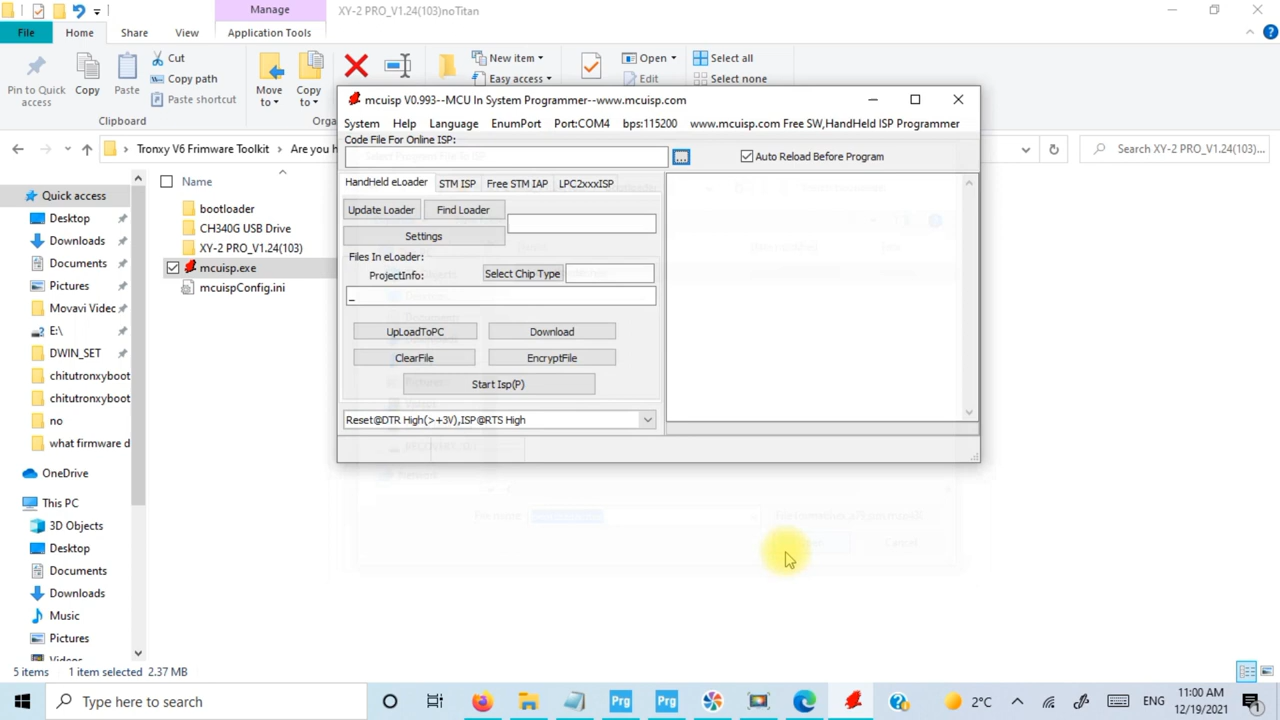 Manage
XY-2 PRO_V1.24(103)noTitan
File
Home
Share
View
Application Tools
Pin to Quick access
Copy
Paste
Cut
Copy path
Paste shortcut
Clipboard
Move to
Copy to
Orga
New item
Easy access
Open
Edit
Select all
Select none
Tronxy V6 Frimware Toolkit > Are you h
Search XY-2 PRO_V1.24(103)...
mcuisp V0.993--MCU In System Programmer--www.mcuisp.com
System Help Language EnumPort Port:COM4 bps:115200 www.mcuisp.com Free SW,HandHeld ISP Programmer
Code File For Online ISP:
...
Auto Reload Before Program
HandHeld eLoader STM ISP Free STM IAP LPC2xxxISP
Update Loader Find Loader
Settings
Files In eLoader:
ProjectInfo: Select Chip Type
_
UpLoadToPC Download
ClearFile EncryptFile
Start Isp(P)
Reset@DTR High(>+3V),ISP@RTS High
Quick access
Desktop
Downloads
Documents
Pictures
Movavi Videc
E:\
DWIN_SET
chitutronxyboot
chitutronxyboot
no
what firmware d
OneDrive
This PC
3D Objects
Desktop
Documents
Downloads
Music
Pictures
Name
bootloader
CH340G USB Drive
XY-2 PRO_V1.24(103)
mcuisp.exe
mcuispConfig.ini
File name:
Cancel
5 items 1 item selected 2.37 MB
Type here to search
Prg
Prg
2°C
ENG
11:00 AM
12/19/2021
1